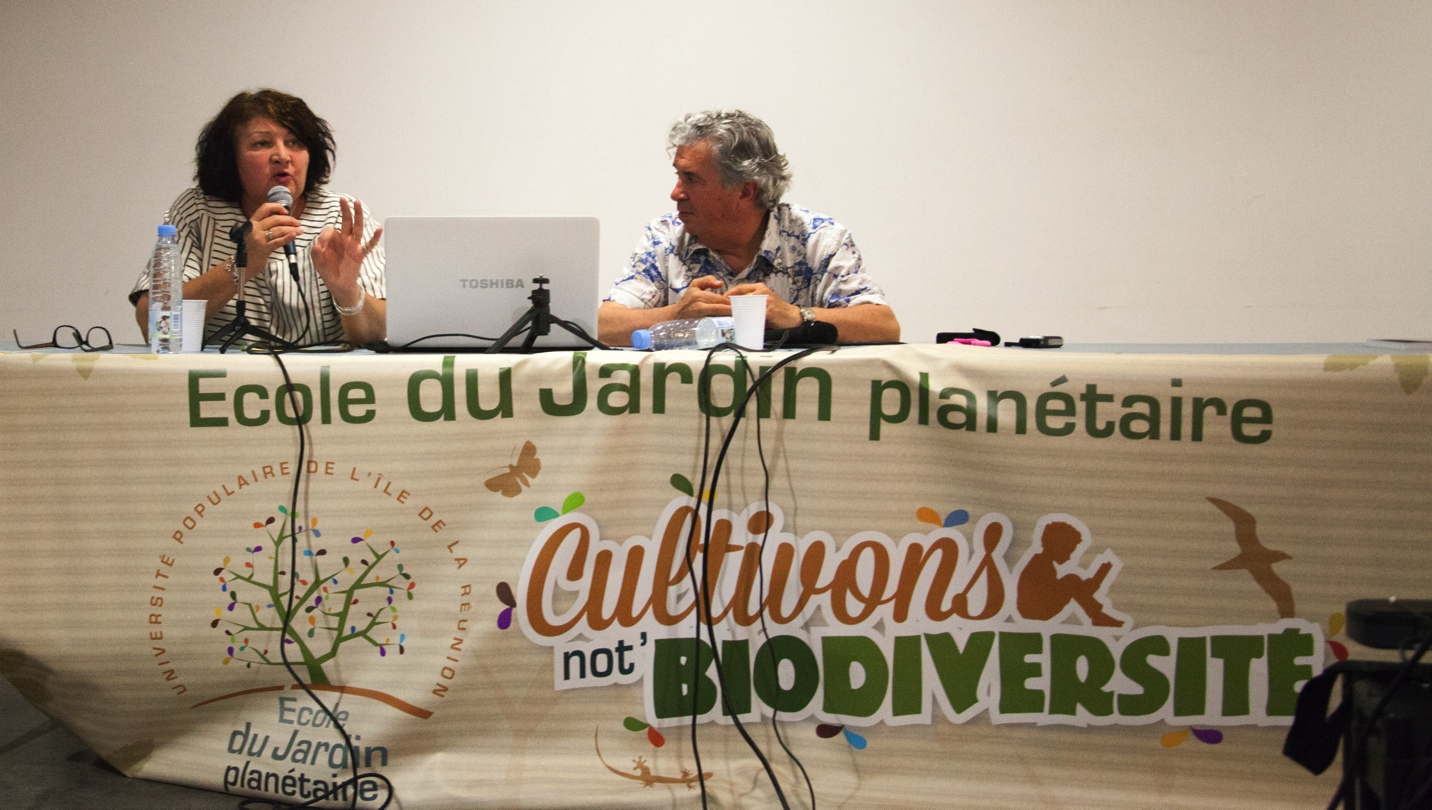 TOSHIBA
Ecole du Jardin planétaire
UNIVERSITÉ POPULAIRE DE L'ÎLE DE LA RÉUNION
Ecole
du Jardin
planétaire
Cultivons
not' BIODIVERSITÉ